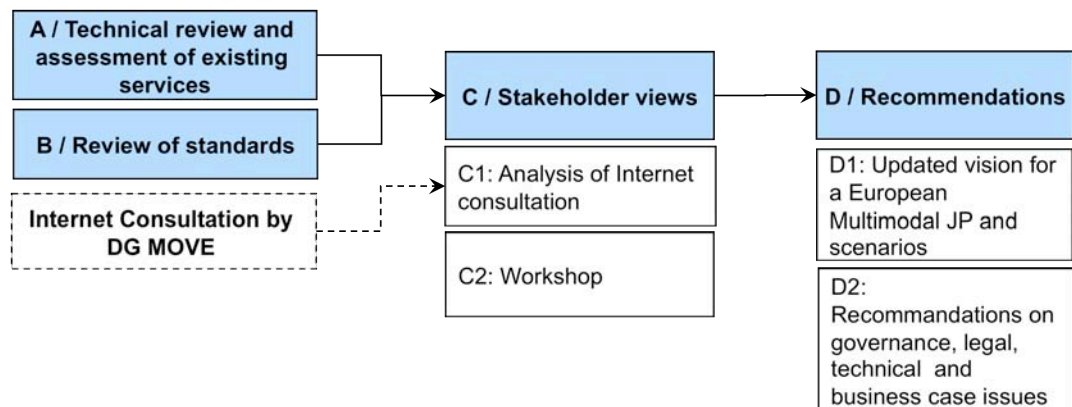 A / Technical review and
assessment of existing
services
B / Review of standards
Internet Consultation by
DG MOVE
C / Stakeholder views
C1: Analysis of Internet
consultation
C2: Workshop
D / Recommendations
D1: Updated vision for
a European
Multimodal JP and
scenarios
D2:
Recommandations on
governance, legal,
technical and
business case issues